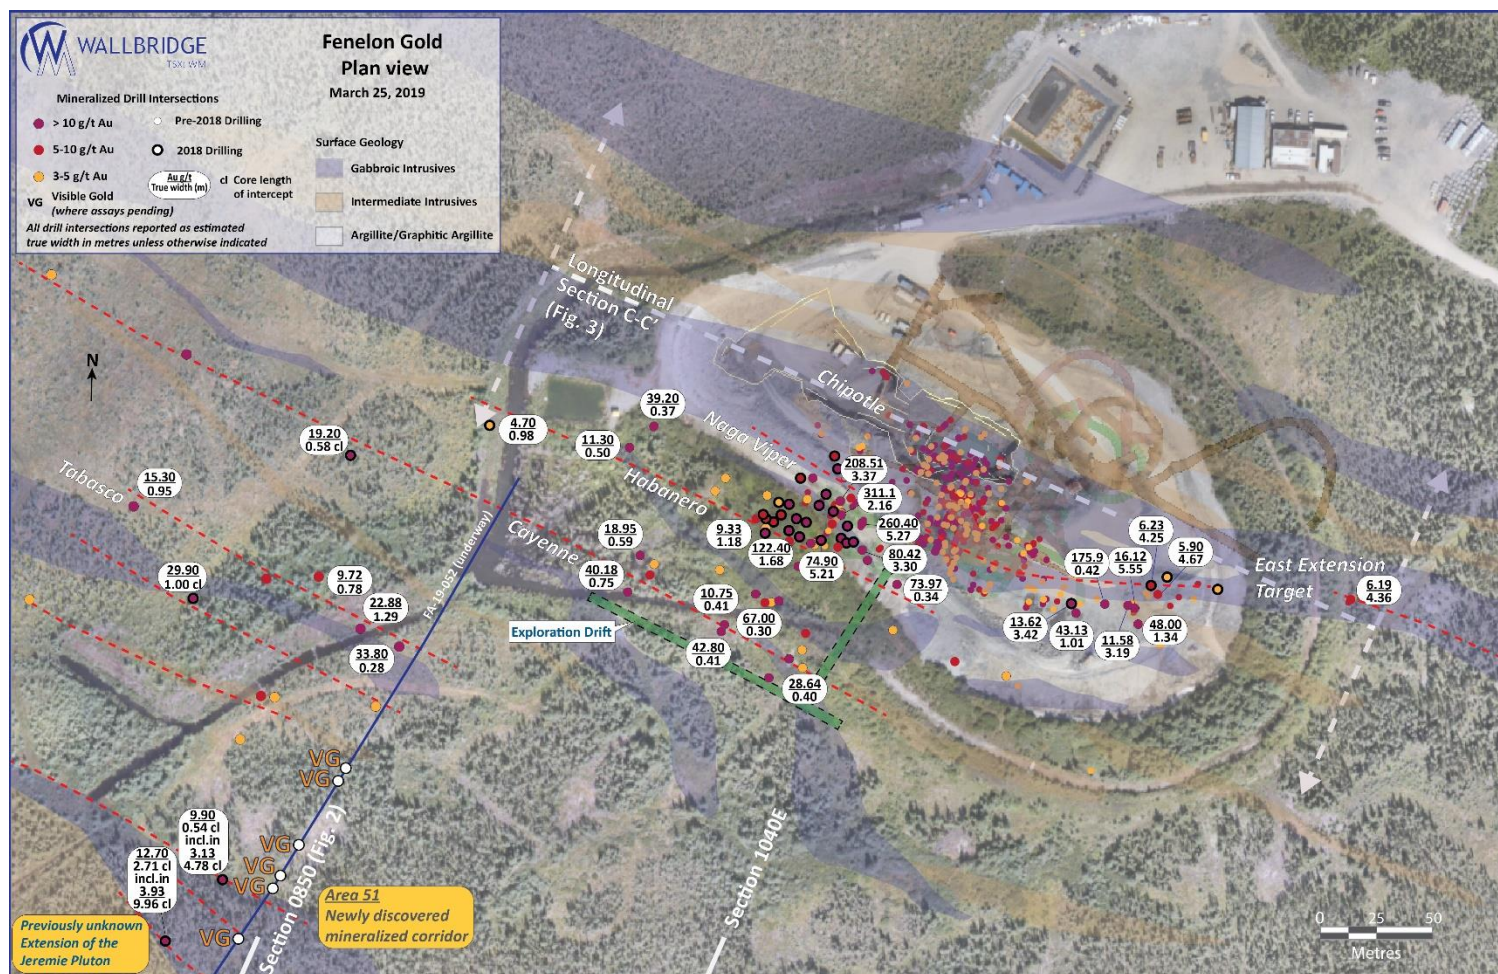 WALLBRIDGE
TSX: WM
Fenelon Gold
Plan view
March 25, 2019
Mineralized Drill Intersections
> 10 g/t Au
5-10 g/t Au
3-5 g/t Au
VG Visible Gold
(where assays pending)
Pre-2018 Drilling
2018 Drilling
Au g/t
True width (m)
cl Core length
of intercept
All drill intersections reported as estimated
true width in metres unless otherwise indicated
Surface Geology
Gabbroic Intrusives
Intermediate Intrusives
Argillite/Graphitic Argillite
N
Longitudinal
Section C-C'
(Fig. 3)
Chipotle
Naga Viper
Habanero
Cayenne
Tabasco
East Extension
Target
39.20
0.37
4.70
0.98
11.30
0.50
19.20
0.58 cl
15.30
0.95
208.51
3.37
311.1
2.16
260.40
5.27
9.33
1.18
122.40
1.68
74.90
5.21
80.42
3.30
73.97
0.34
18.95
0.59
40.18
0.75
10.75
0.41
67.00
0.30
42.80
0.41
28.64
0.40
29.90
1.00 cl
9.72
0.78
22.88
1.29
33.80
0.28
6.23
4.25
5.90
4.67
175.9
0.42
16.12
5.55
13.62
3.42
43.13
1.01
11.58
3.19
48.00
1.34
6.19
4.36
FA-19-052 (underway)
Exploration Drift
VG
VG
VG
VG
VG
VG
9.90
0.54 cl
incl.in
3.13
4.78 cl
12.70
2.71 cl
incl.in
3.93
9.96 cl
Section 0850 (Fig. 2)
Section 1040E
Area 51
Newly discovered
mineralized corridor
Previously unknown
Extension of the
Jeremie Pluton
0 25 50
Metres